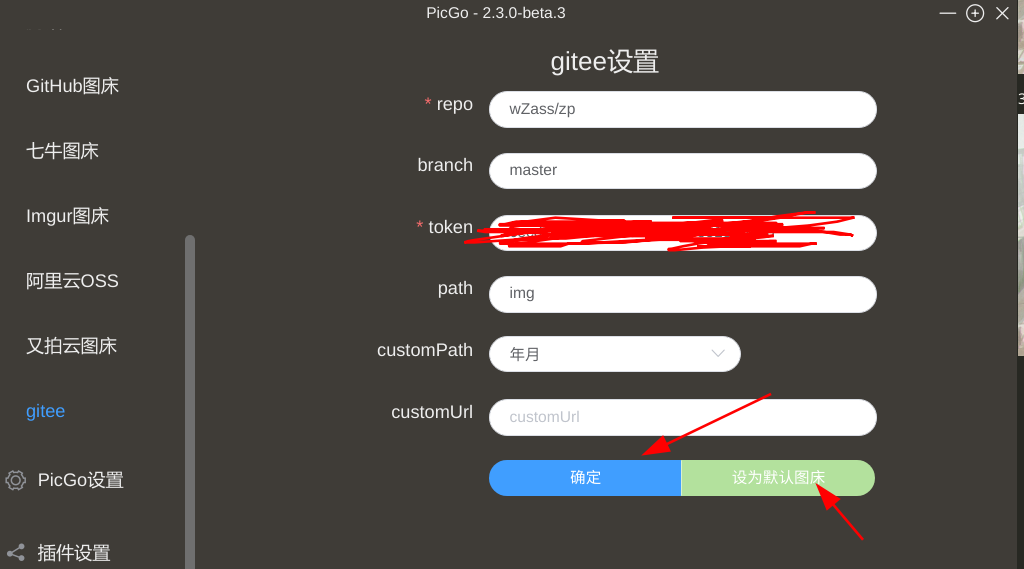 PicGo - 2.3.0-beta.3
GitHub图床
七牛图床
Imgur图床
阿里云OSS
又拍云图床
gitee
PicGo设置
插件设置
gitee设置
* repo
wZass/zp
branch
master
* token
path
img
customPath
年月
customUrl
customUrl
确定
设为默认图床
3